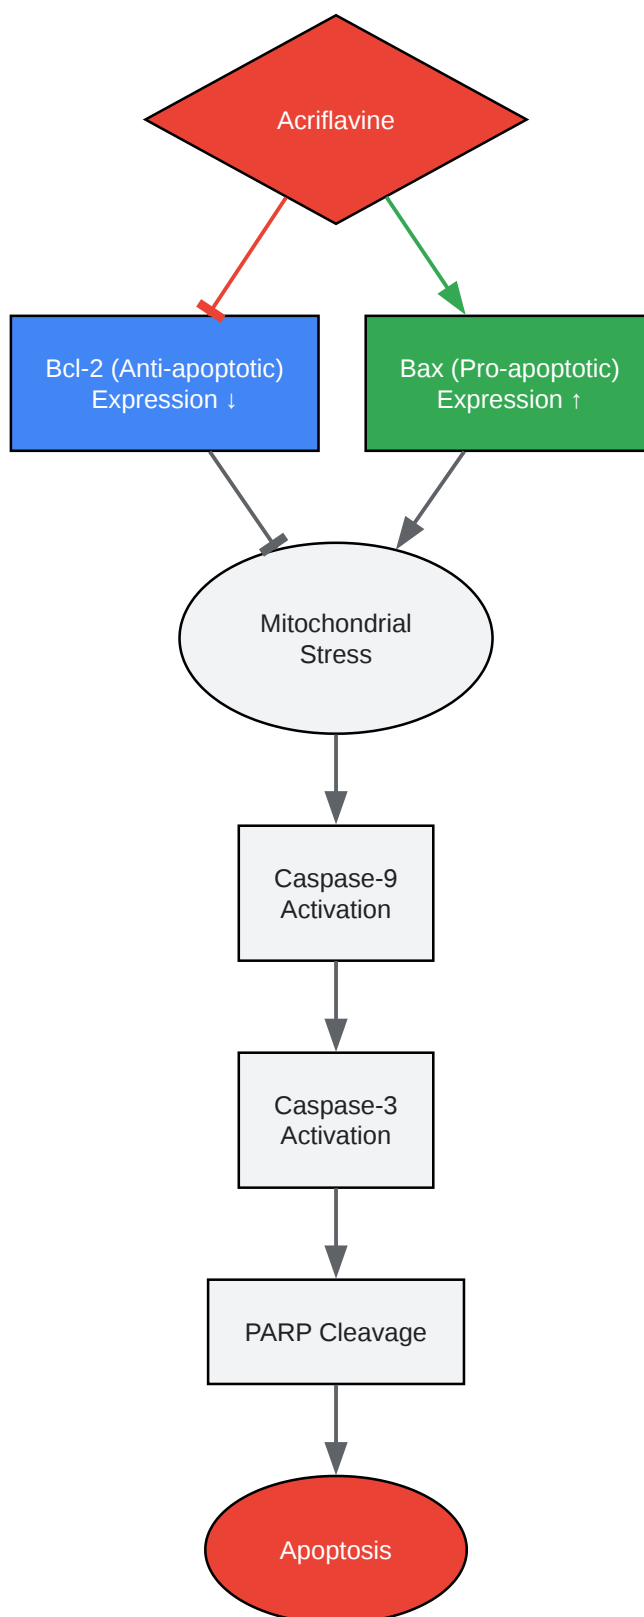 Acriflavine
Bcl-2 (Anti-apoptotic)
Expression ↓
Bax (Pro-apoptotic)
Expression ↑
Mitochondrial
Stress
Caspase-9
Activation
Caspase-3
Activation
PARP Cleavage
Apoptosis